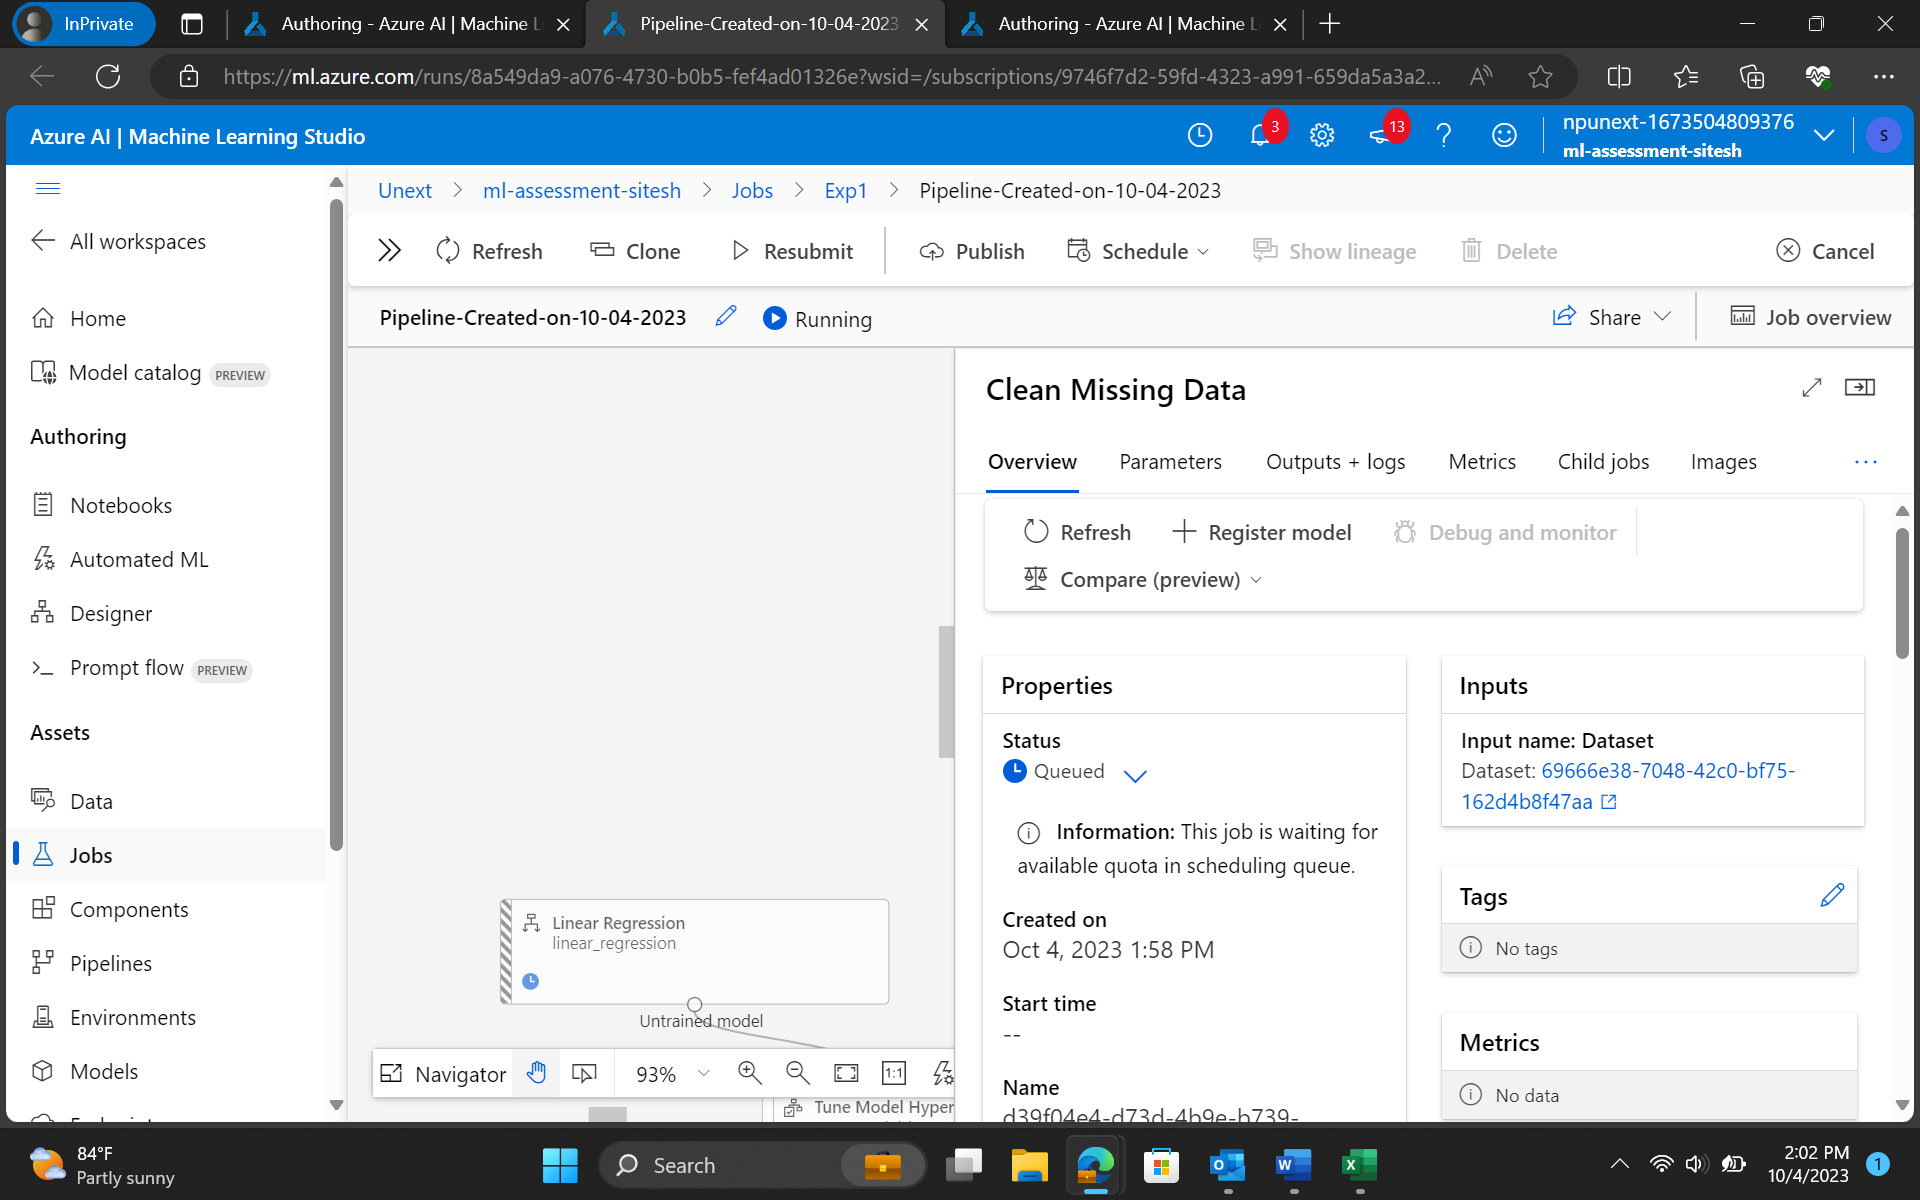 InPrivate
Authoring - Azure AI | Machine L
Pipeline-Created-on-10-04-2023
Authoring - Azure AI | Machine L
https://ml.azure.com/runs/8a549da9-a076-4730-b0b5-fef4ad01326e?wsid=/subscriptions/9746f7d2-59fd-4323-a991-659da5a3a2...
Azure AI | Machine Learning Studio
3
13
npunext-1673504809376
ml-assessment-sitesh
S
All workspaces
Home
Model catalog PREVIEW
Authoring
Notebooks
Automated ML
Designer
Prompt flow PREVIEW
Assets
Data
Jobs
Components
Pipelines
Environments
Models
Unext > ml-assessment-sitesh > Jobs > Exp1 > Pipeline-Created-on-10-04-2023
Refresh Clone Resubmit Publish Schedule Show lineage Delete Cancel
Pipeline-Created-on-10-04-2023 Running Share Job overview
Linear Regression
linear_regression
Untrained model
Navigator 93% 1:1
Tune Model Hyper
Clean Missing Data
Overview Parameters Outputs + logs Metrics Child jobs Images ...
Refresh Register model Debug and monitor
Compare (preview)
Properties
Status
Queued
Information: This job is waiting for
available quota in scheduling queue.
Created on
Oct 4, 2023 1:58 PM
Start time
--
Name
d39f04e4-d73d-4b9e-b739-
Inputs
Input name: Dataset
Dataset: 69666e38-7048-42c0-bf75-
162d4b8f47aa
Tags
No tags
Metrics
No data
84°F
Partly sunny
Search
2:02 PM
10/4/2023
1